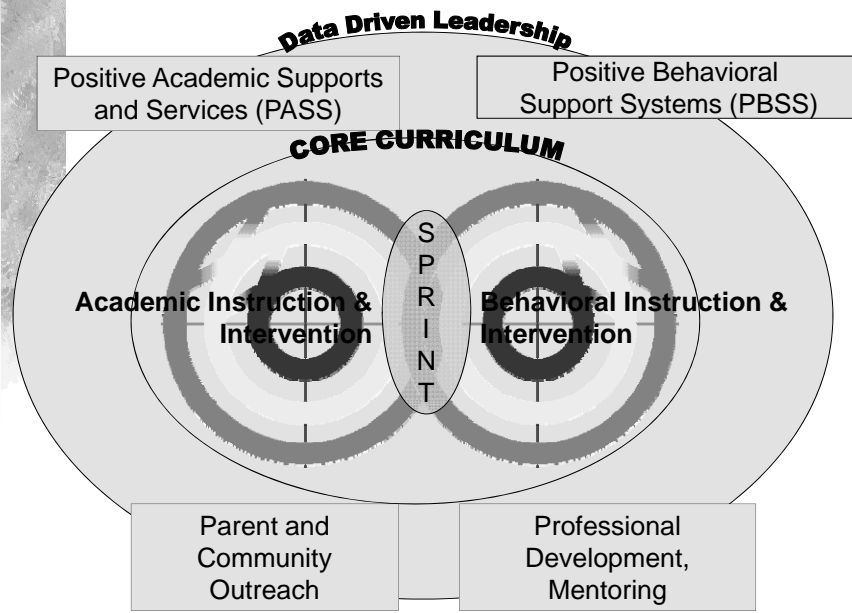 Data Driven Leadership
Positive Academic Supports
and Services (PASS)
Positive Behavioral
Support Systems (PBSS)
CORE CURRICULUM
S
P
R
I
N
T
Academic Instruction &
Intervention
Behavioral Instruction &
Intervention
Parent and
Community
Outreach
Professional
Development,
Mentoring